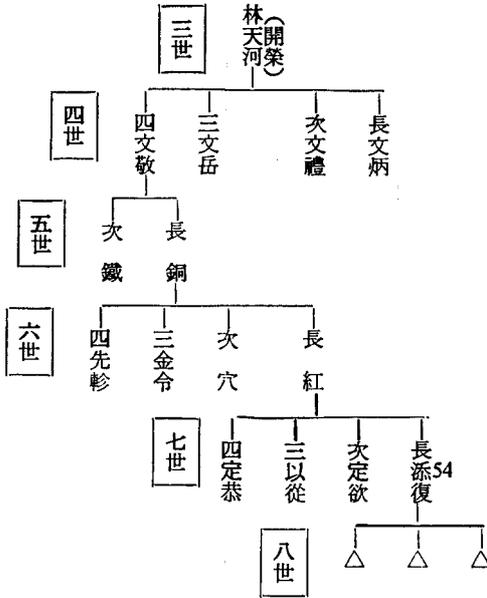 三世
(開榮)
林天河
四世
長文炳
次文禮
三文岳
四文敬
五世
長 銅
次 鐵
六世
長 紅
次 穴
三金令
四先軫
七世
長添復54
次定欲
三以從
四定恭
八世
△ △ △